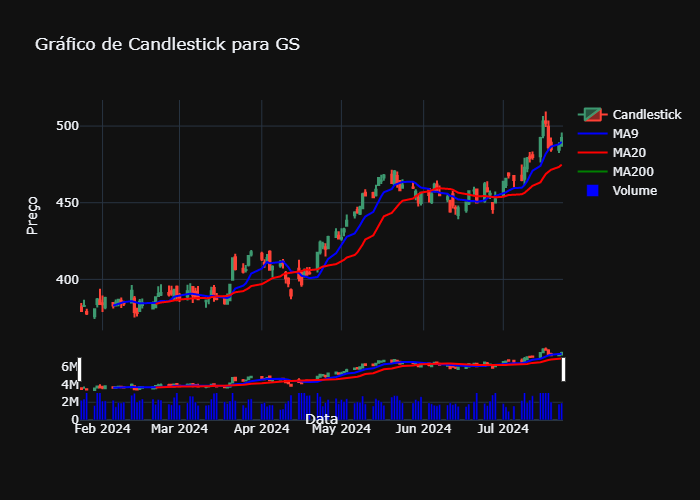 Gráfico de Candlestick para GS
500
450
400
Preço
Candlestick
MA9
MA20
MA200
Volume
6M
4M
2M
0
Data
Feb 2024
Mar 2024
Apr 2024
May 2024
Jun 2024
Jul 2024